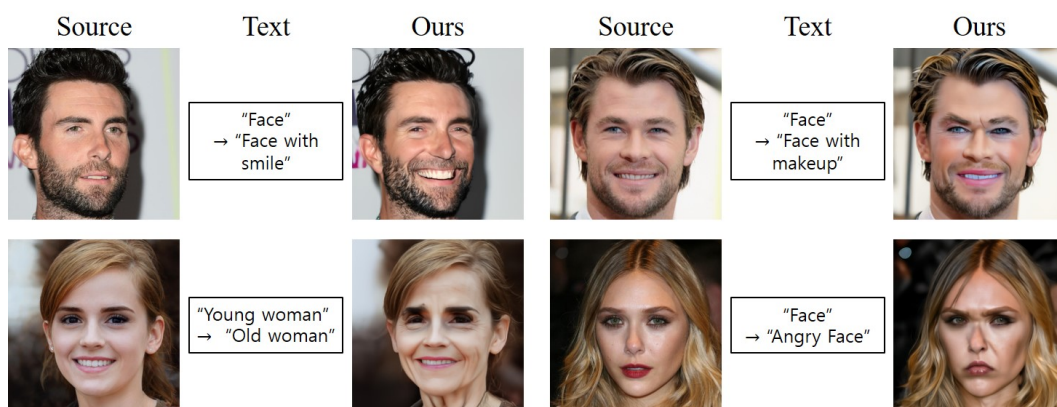 Source Text Ours Source Text Ours
“Face”
→ “Face with
smile”
“Face”
→ “Face with
makeup”
“Young woman”
→ “Old woman”
“Face”
→ “Angry Face”